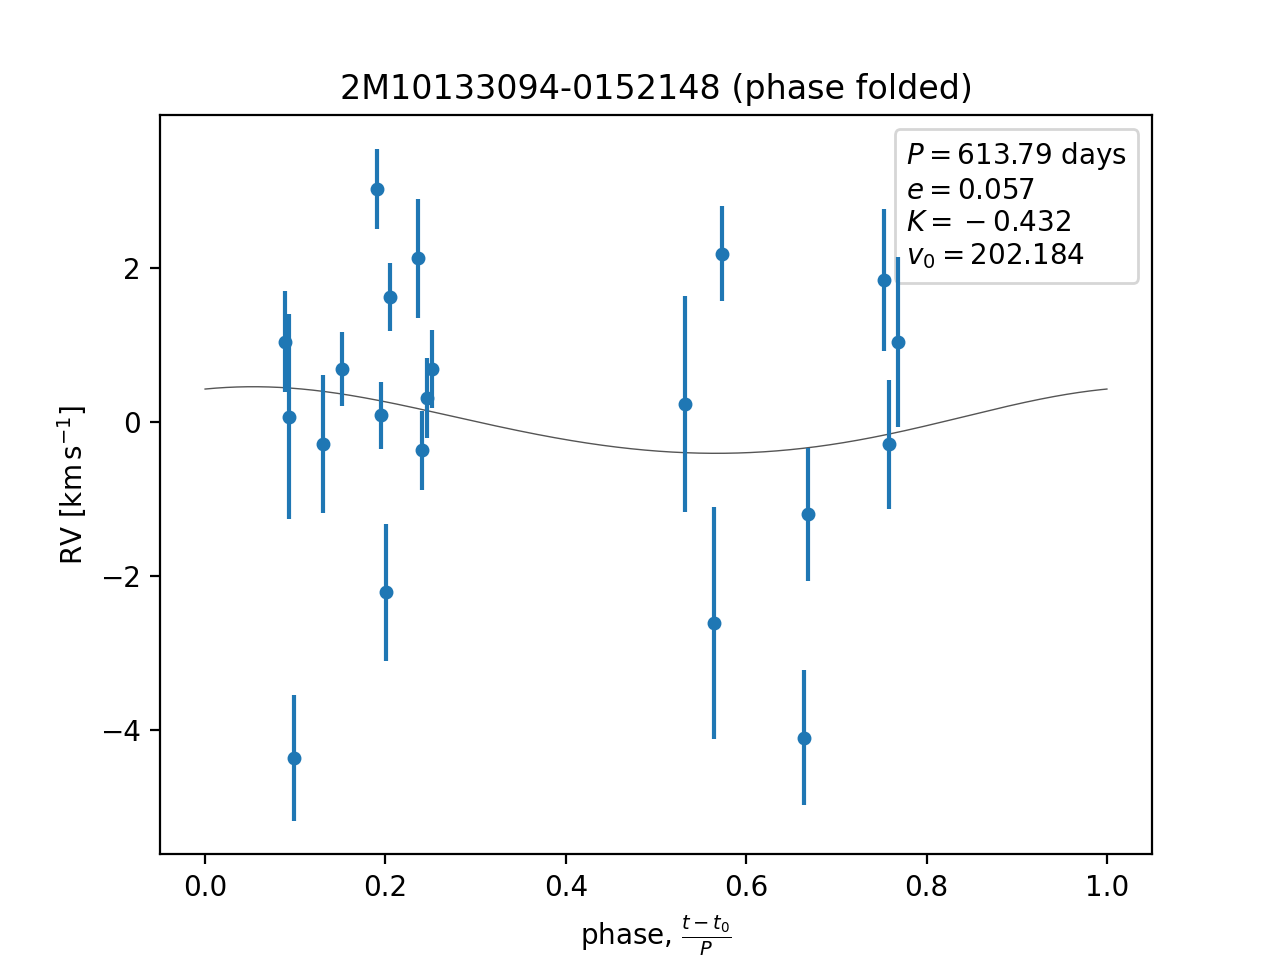 2M10133094-0152148 (phase folded)
P = 613.79 days
e = 0.057
K = −0.432
v₀ = 202.184
2
0
−2
−4
RV [km s⁻¹]
0.0 0.2 0.4 0.6 0.8 1.0
phase, (t − t₀)/P